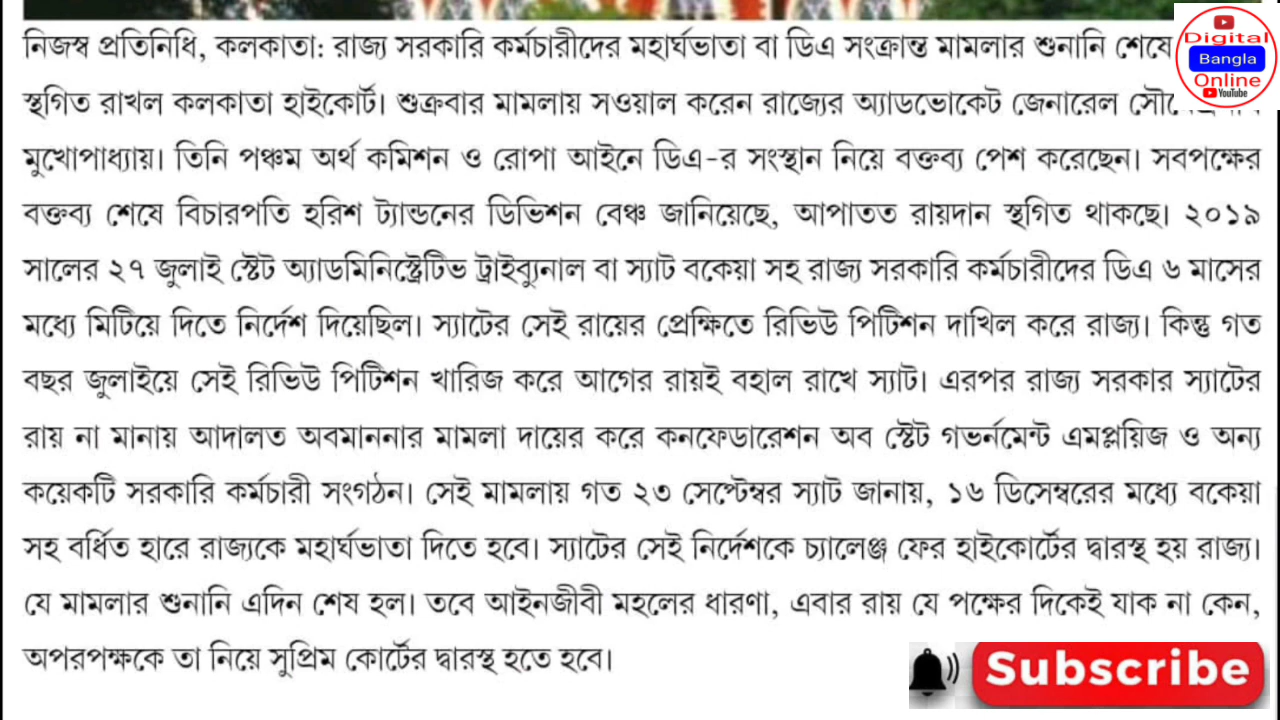 নিজস্ব প্রতিনিধি, কলকাতা: রাজ্য সরকারি কর্মচারীদের মহার্ঘভাতা বা ডিএ সংক্রান্ত মামলার শুনানি শেষে
Digital
Bangla
Online
YouTube
স্থগিত রাখল কলকাতা হাইকোর্ট। শুক্রবার মামলায় সওয়াল করেন রাজ্যের অ্যাডভোকেট জেনারেল
মুখোপাধ্যায়। তিনি পঞ্চম অর্থ কমিশন ও রোপা আইনে ডিএ-র সংস্থান নিয়ে বক্তব্য পেশ করেছেন। সবপক্ষের
বক্তব্য শেষে বিচারপতি হরিশ ট্যান্ডনের ডিভিশন বেঞ্চ জানিয়েছে, আপাতত রায়দান স্থগিত থাকছে। ২০১৯
সালের ২৭ জুলাই স্টেট অ্যাডমিনিস্ট্রেটিভ ট্রাইব্যুনাল বা স্যাট বকেয়া সহ রাজ্য সরকারি কর্মচারীদের ডিএ ৬ মাসের
মধ্যে মিটিয়ে দিতে নির্দেশ দিয়েছিল। স্যাটের সেই রায়ের প্রেক্ষিতে রিভিউ পিটিশন দাখিল করে রাজ্য। কিন্তু গত
বছর জুলাইয়ে সেই রিভিউ পিটিশন খারিজ করে আগের রায়ই বহাল রাখে স্যাট। এরপর রাজ্য সরকার স্যাটের
রায় না মানায় আদালত অবমাননার মামলা দায়ের করে কনফেডারেশন অব স্টেট গভর্নমেন্ট এমপ্লয়িজ ও অন্য
কয়েকটি সরকারি কর্মচারী সংগঠন। সেই মামলায় গত ২৩ সেপ্টেম্বর স্যাট জানায়, ১৬ ডিসেম্বরের মধ্যে বকেয়া
সহ বর্ধিত হারে রাজ্যকে মহার্ঘভাতা দিতে হবে। স্যাটের সেই নির্দেশকে চ্যালেঞ্জ ফের হাইকোর্টের দ্বারস্থ হয় রাজ্য।
যে মামলার শুনানি এদিন শেষ হল। তবে আইনজীবী মহলের ধারণা, এবার রায় যে পক্ষের দিকেই যাক না কেন,
অপরপক্ষকে তা নিয়ে সুপ্রিম কোর্টের দ্বারস্থ হতে হবে।
Subscribe